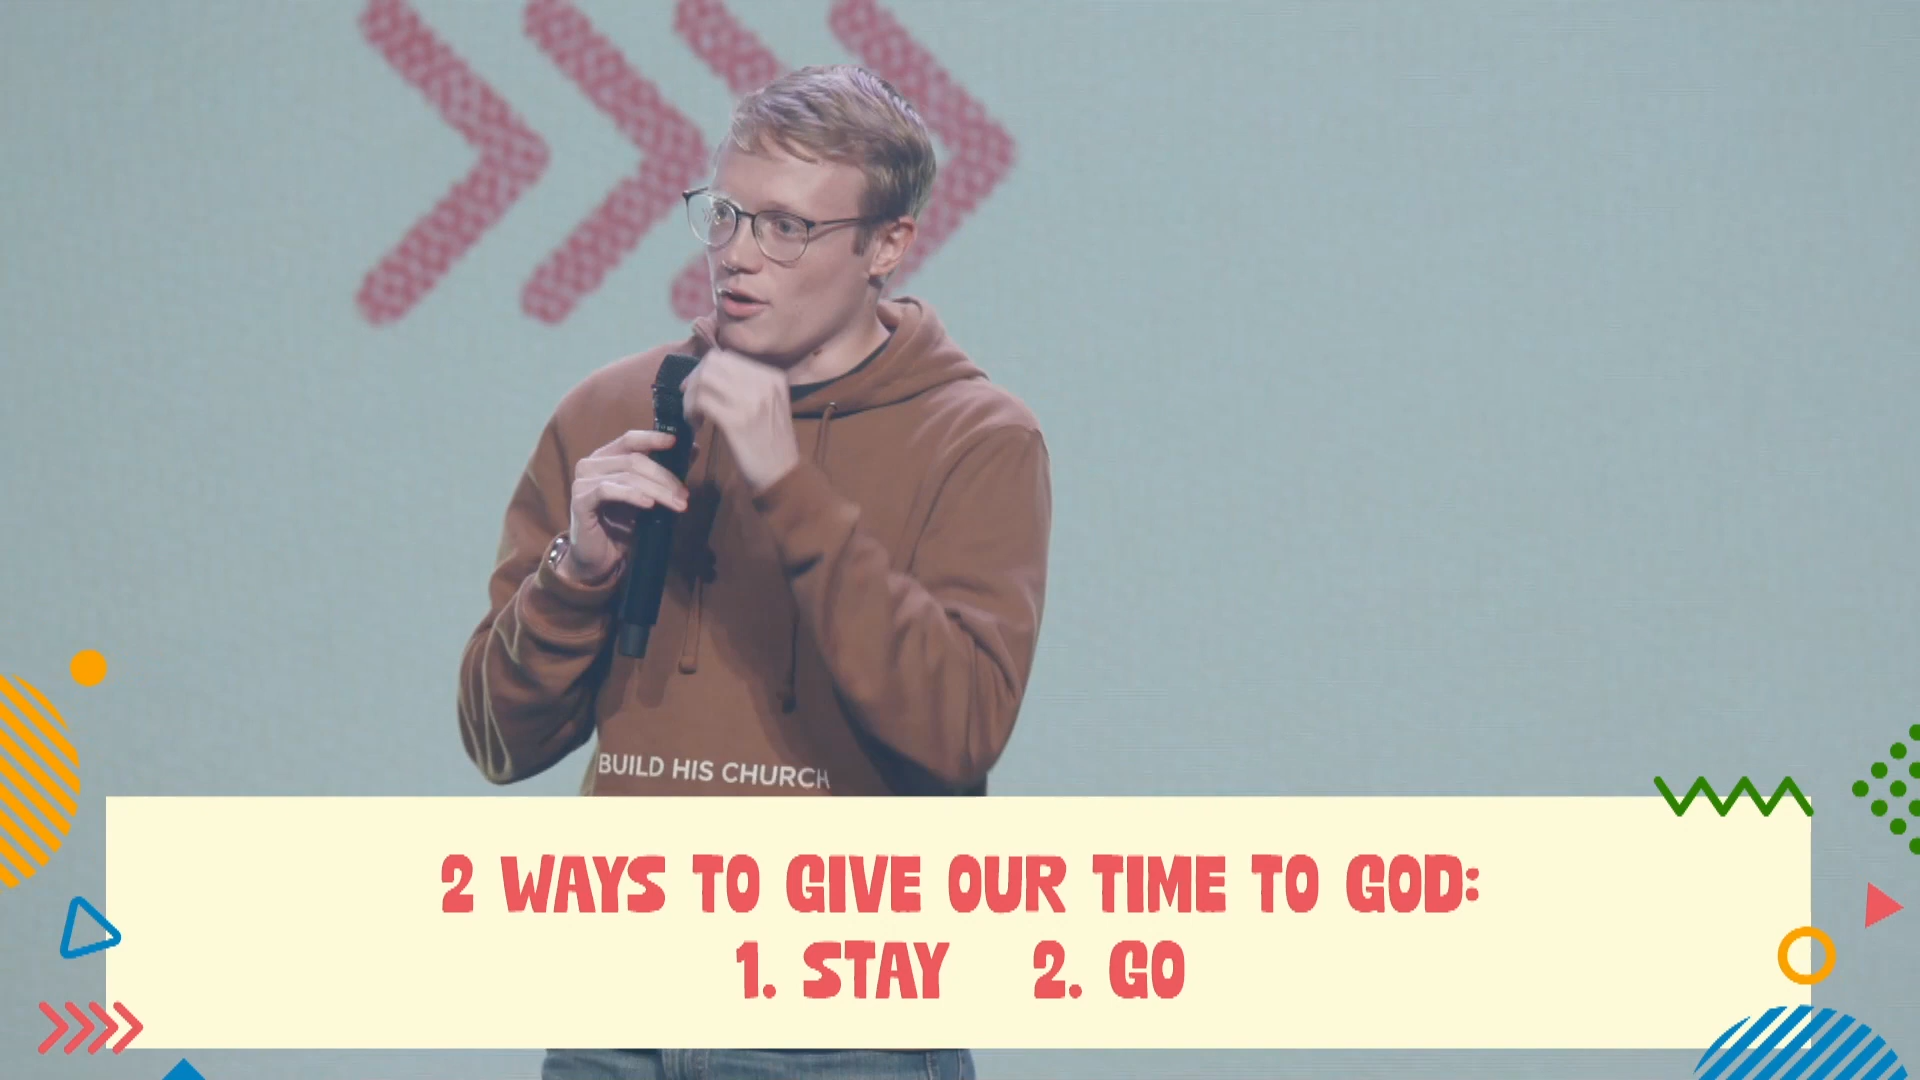 BUILD HIS CHURCH
2 WAYS TO GIVE OUR TIME TO GOD:
1. STAY 2. GO